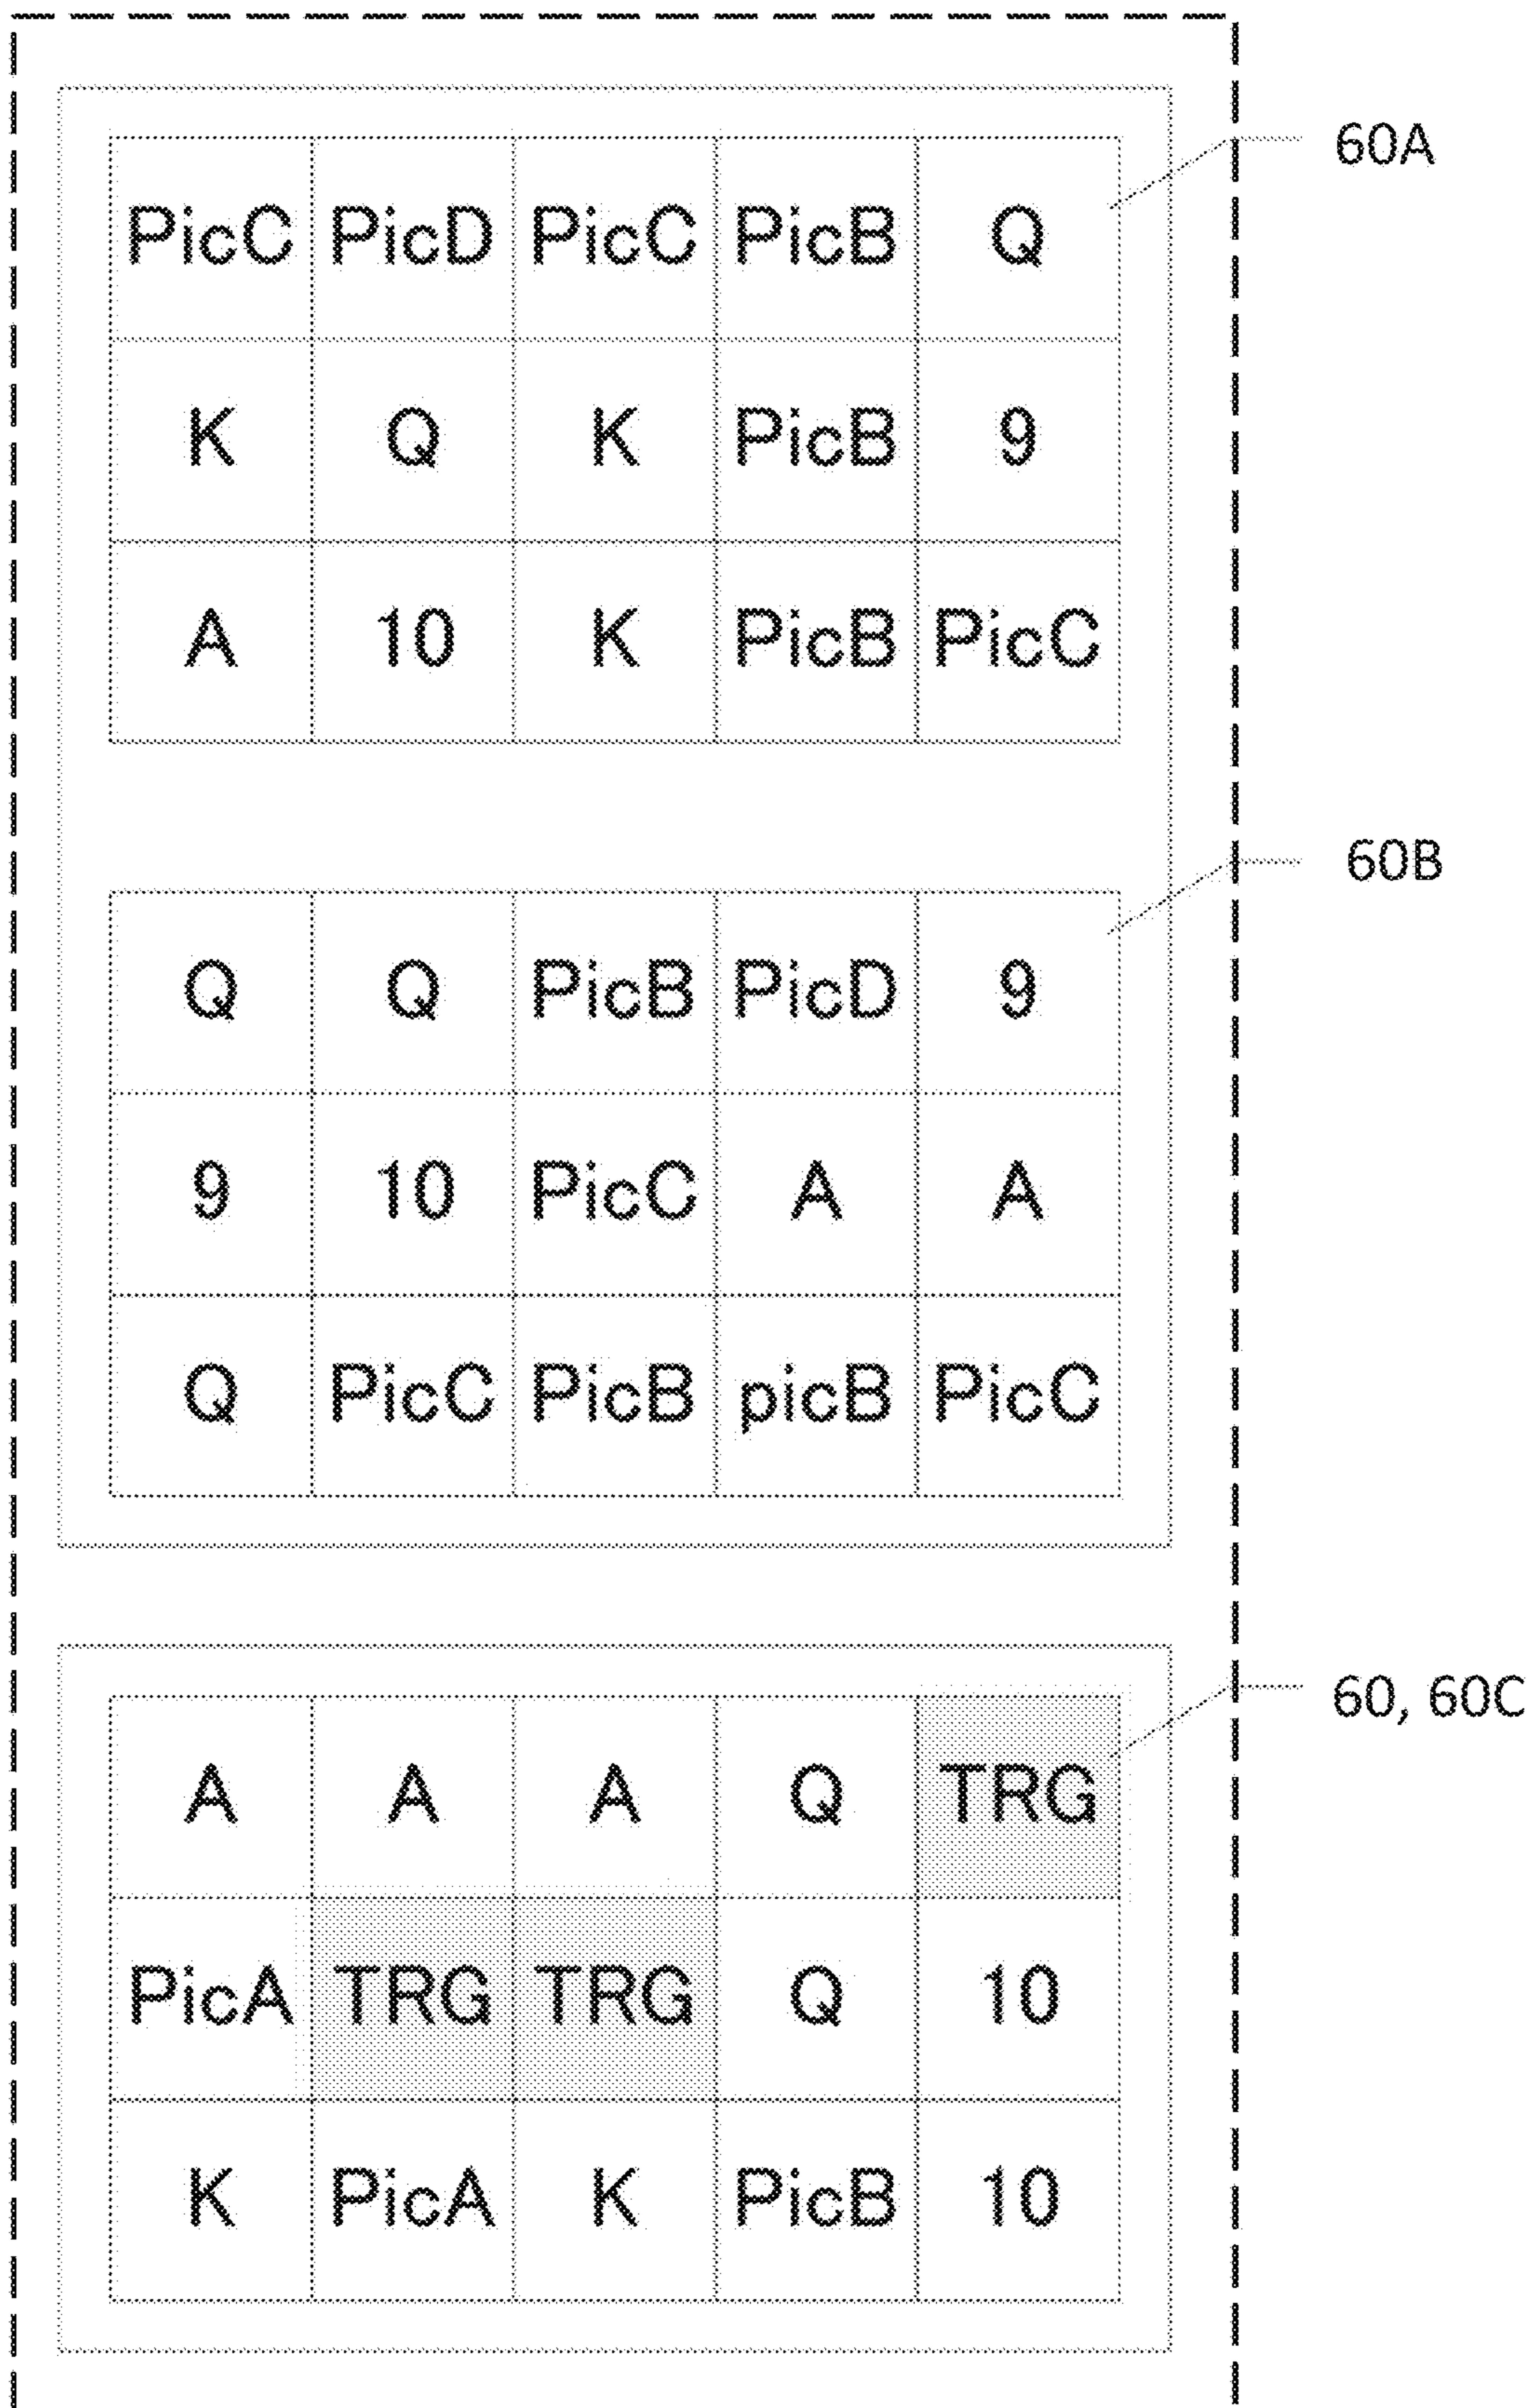 60A
PicC PicD PicC PicB Q
K Q K PicB 9
A 10 K PicB PicC
60B
Q Q PicB PicD 9
9 10 PicC A A
Q PicC PicB picB PicC
60, 60C
A A A Q TRG
PicA TRG TRG Q 10
K PicA K PicB 10